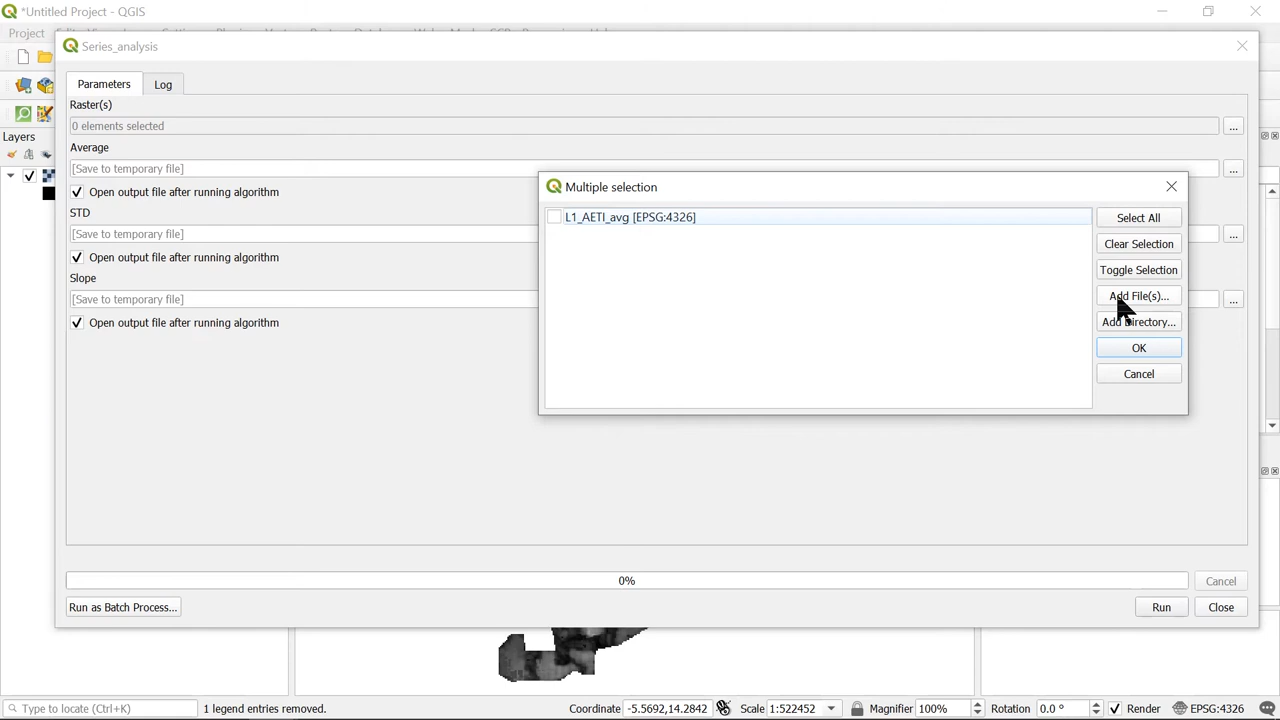 *Untitled Project - QGIS
Project
Series_analysis
Parameters
Log
Raster(s)
0 elements selected
...
Layers
Average
[Save to temporary file]
...
Open output file after running algorithm
STD
[Save to temporary file]
...
Open output file after running algorithm
Slope
[Save to temporary file]
...
Open output file after running algorithm
Multiple selection
L1_AETI_avg [EPSG:4326]
Select All
Clear Selection
Toggle Selection
Add File(s)...
Add Directory...
OK
Cancel
0%
Cancel
Run as Batch Process...
Run
Close
Type to locate (Ctrl+K)
1 legend entries removed.
Coordinate
-5.5692,14.2842
Scale
1:522452
Magnifier
100%
Rotation
0.0 °
Render
EPSG:4326